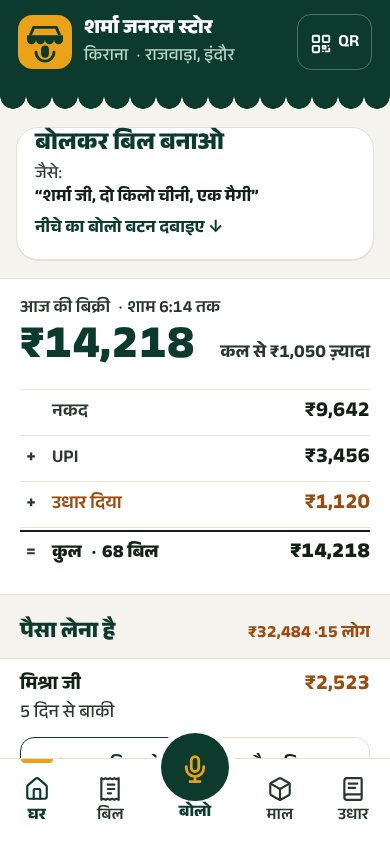 शर्मा जनरल स्टोर
किराना · राजवाड़ा, इंदौर
QR
बोलकर बिल बनाओ
जैसे:
“शर्मा जी, दो किलो चीनी, एक मैगी”
नीचे का बोलो बटन दबाइए ↓
आज की बिक्री · शाम 6:14 तक
₹14,218 कल से ₹1,050 ज़्यादा
नकद ₹9,642
+ UPI ₹3,456
+ उधार दिया ₹1,120
= कुल · 68 बिल ₹14,218
पैसा लेना है ₹32,484 · 15 लोग
मिश्रा जी ₹2,523
5 दिन से बाकी
घर बिल बोलो माल उधार